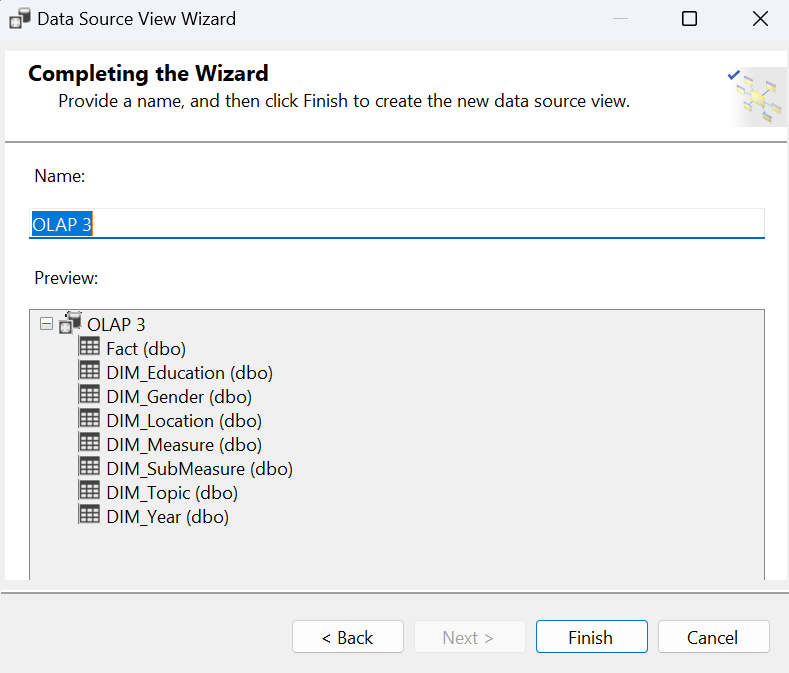 Data Source View Wizard
Completing the Wizard
Provide a name, and then click Finish to create the new data source view.
Name:
OLAP 3
Preview:
OLAP 3
Fact (dbo)
DIM_Education (dbo)
DIM_Gender (dbo)
DIM_Location (dbo)
DIM_Measure (dbo)
DIM_SubMeasure (dbo)
DIM_Topic (dbo)
DIM_Year (dbo)
< Back Next > Finish Cancel